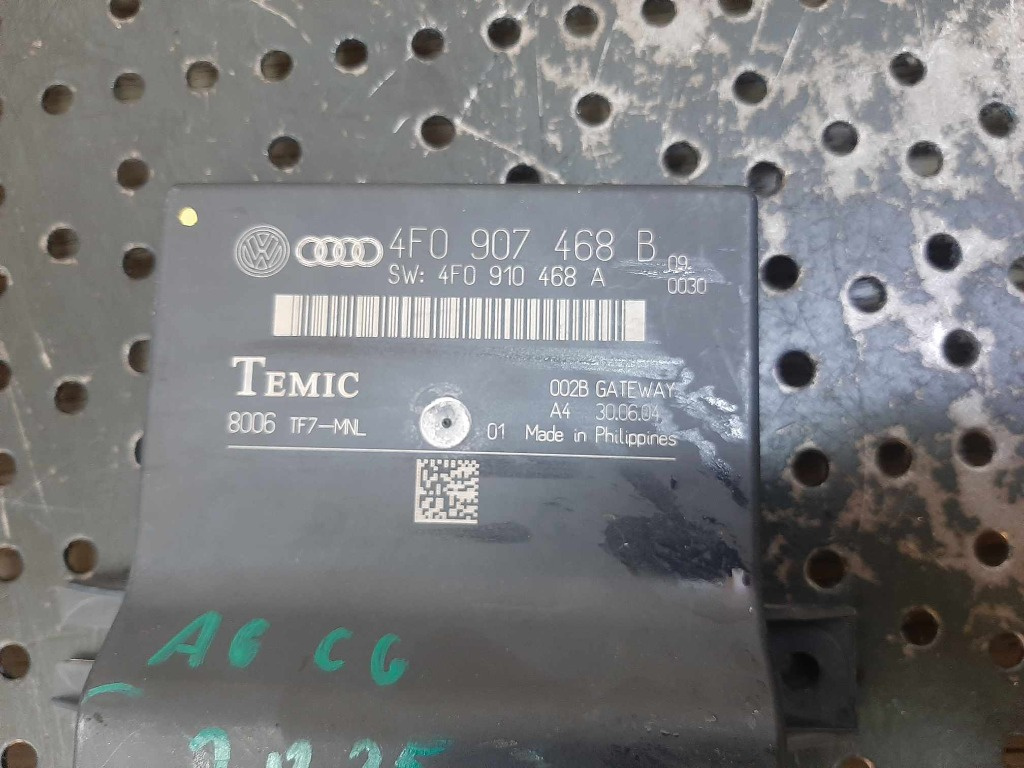 4F0 907 468 B 09
SW: 4F0 910 468 A 0030
TEMIC
002B GATEWAY
A4 30.06.04
8006 TF7-MNL
01 Made in Philippines
A6 C6